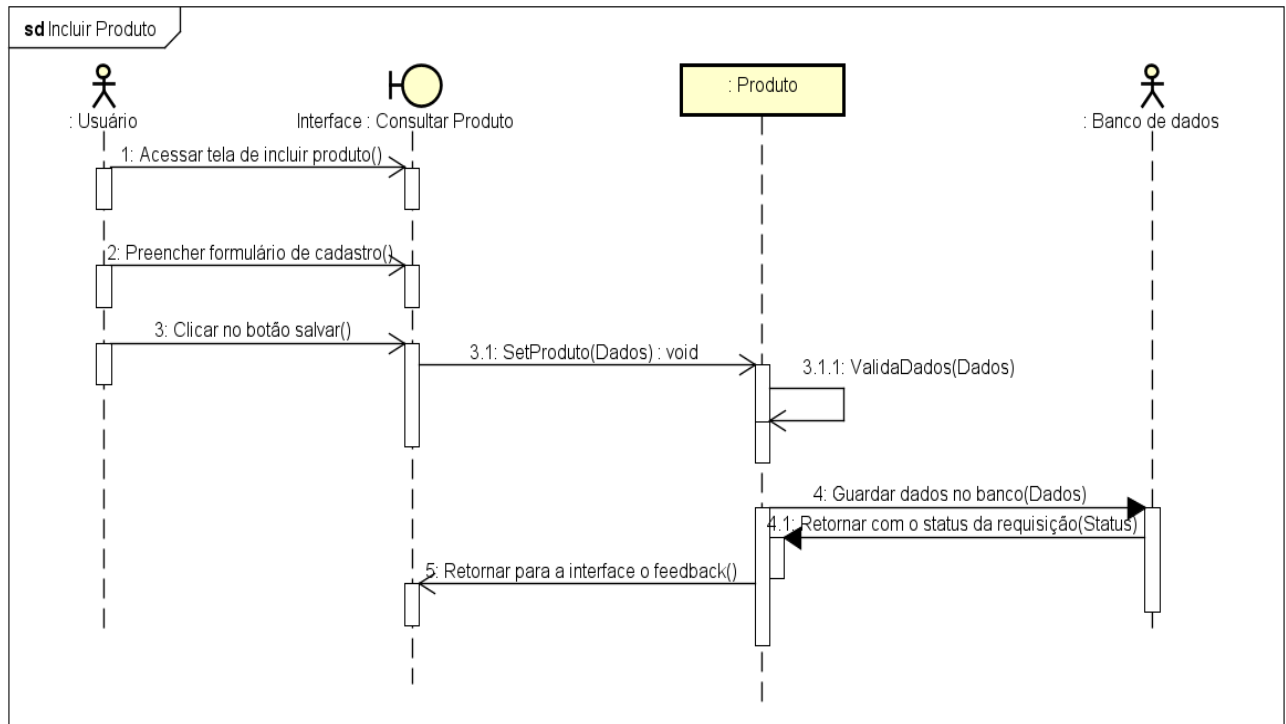 sd Incluir Produto
: Usuário
Interface : Consultar Produto
: Produto
: Banco de dados
1: Acessar tela de incluir produto()
2: Preencher formulário de cadastro()
3: Clicar no botão salvar()
3.1: SetProduto(Dados) : void
3.1.1: ValidaDados(Dados)
4: Guardar dados no banco(Dados)
4.1: Retornar com o status da requisição(Status)
5: Retornar para a interface o feedback()